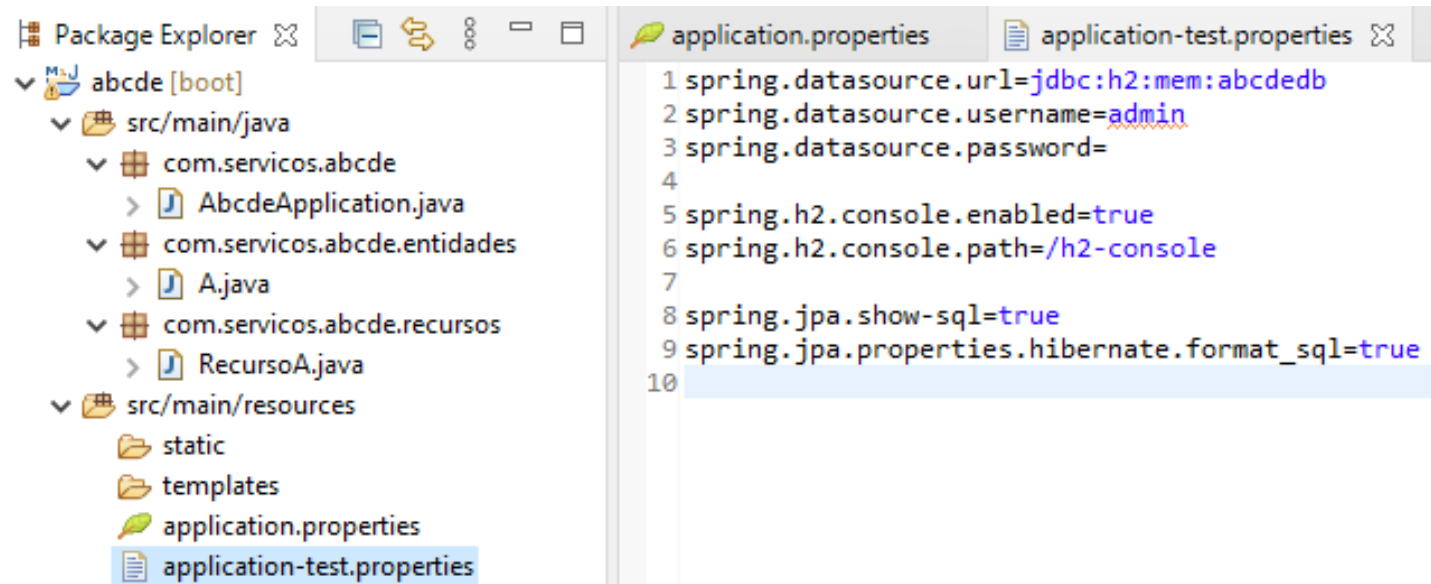 Package Explorer
abcde [boot]
src/main/java
com.servicos.abcde
AbcdeApplication.java
com.servicos.abcde.entidades
A.java
com.servicos.abcde.recursos
RecursoA.java
src/main/resources
static
templates
application.properties
application-test.properties
application.properties
application-test.properties
1 spring.datasource.url=jdbc:h2:mem:abcdedb
2 spring.datasource.username=admin
3 spring.datasource.password=
4
5 spring.h2.console.enabled=true
6 spring.h2.console.path=/h2-console
7
8 spring.jpa.show-sql=true
9 spring.jpa.properties.hibernate.format_sql=true
10